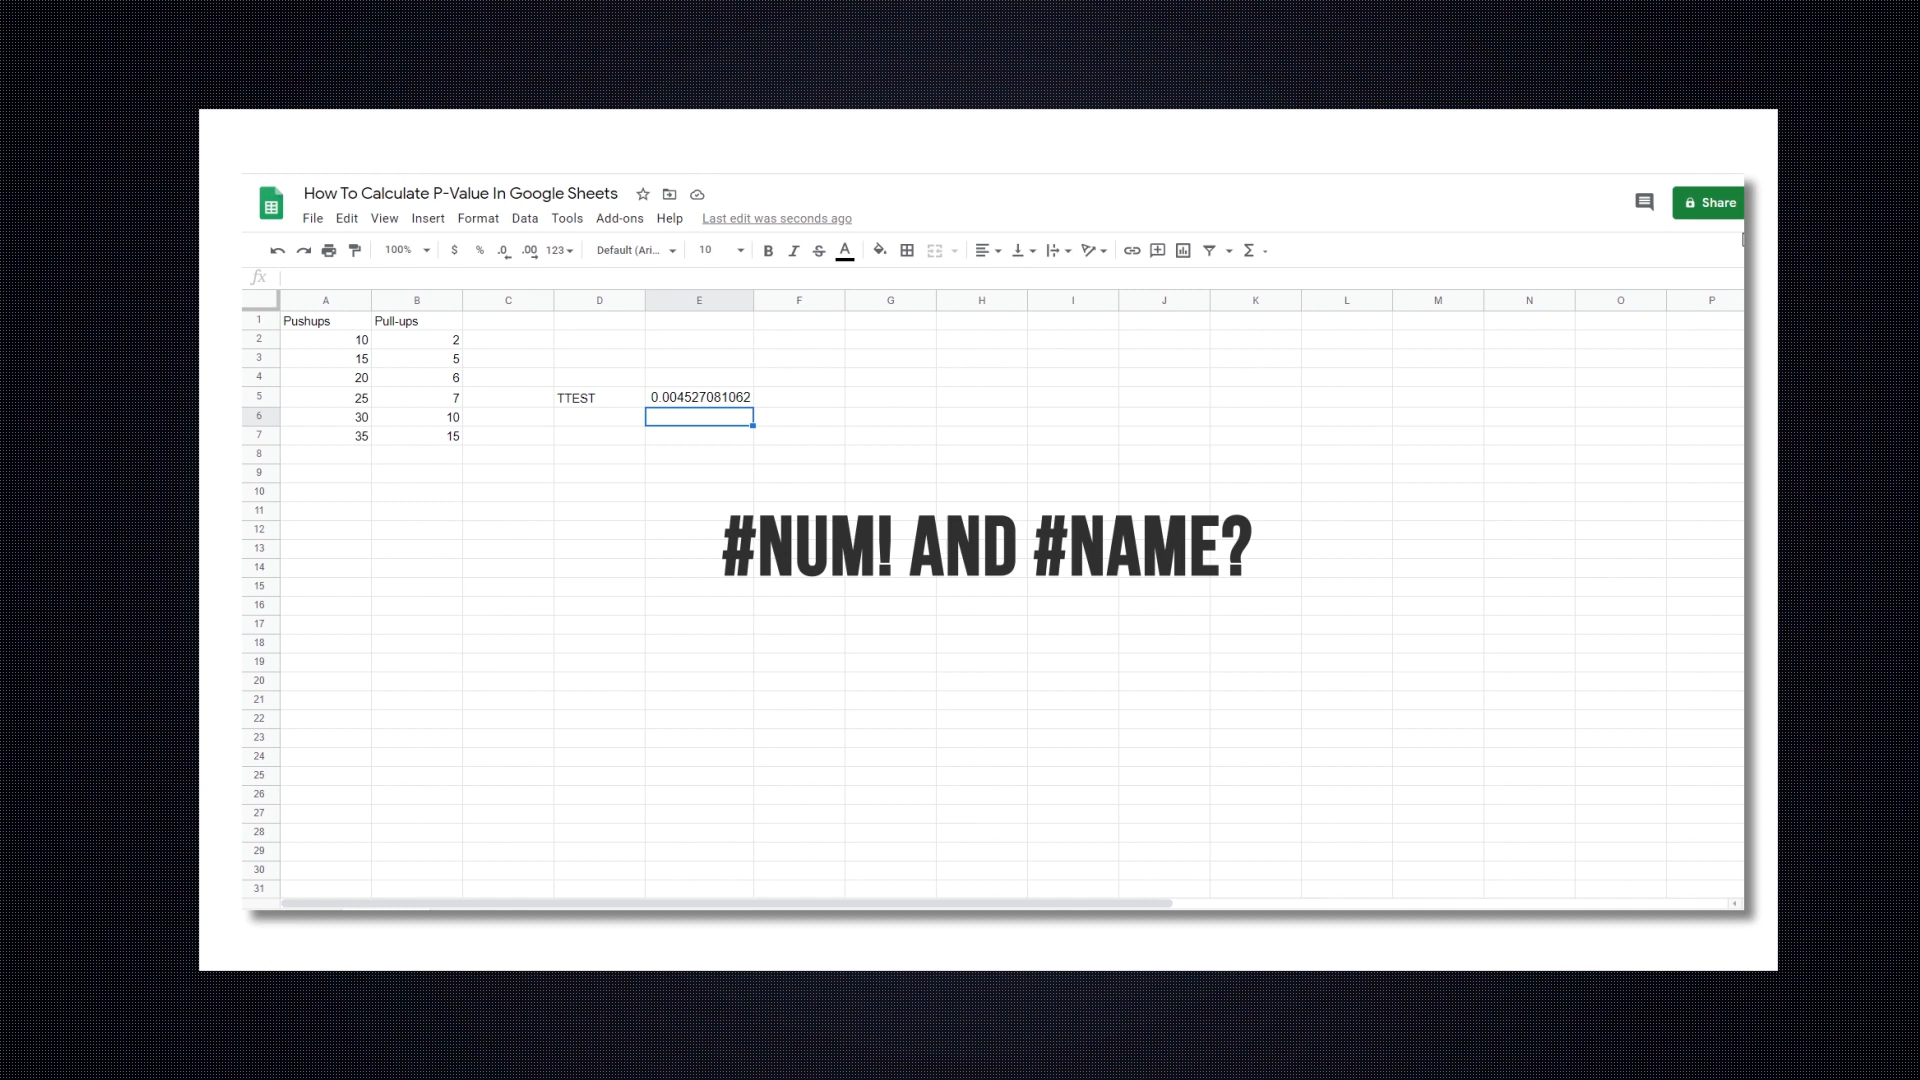 How To Calculate P-Value In Google Sheets
Share
File Edit View Insert Format Data Tools Add-ons Help Last edit was seconds ago
100% $ % .0 .00 123 Default (Ari... 10 B I S A Σ
fx
A B C D E F G H I J K L M N O P
1 Pushups Pull-ups
2 10 2
3 15 5
4 20 6
5 25 7 TTEST 0.004527081062
6 30 10
7 35 15
8
9
10
11
12
13
14
#NUM! AND #NAME?
15
16
17
18
19
20
21
22
23
24
25
26
27
28
29
30
31